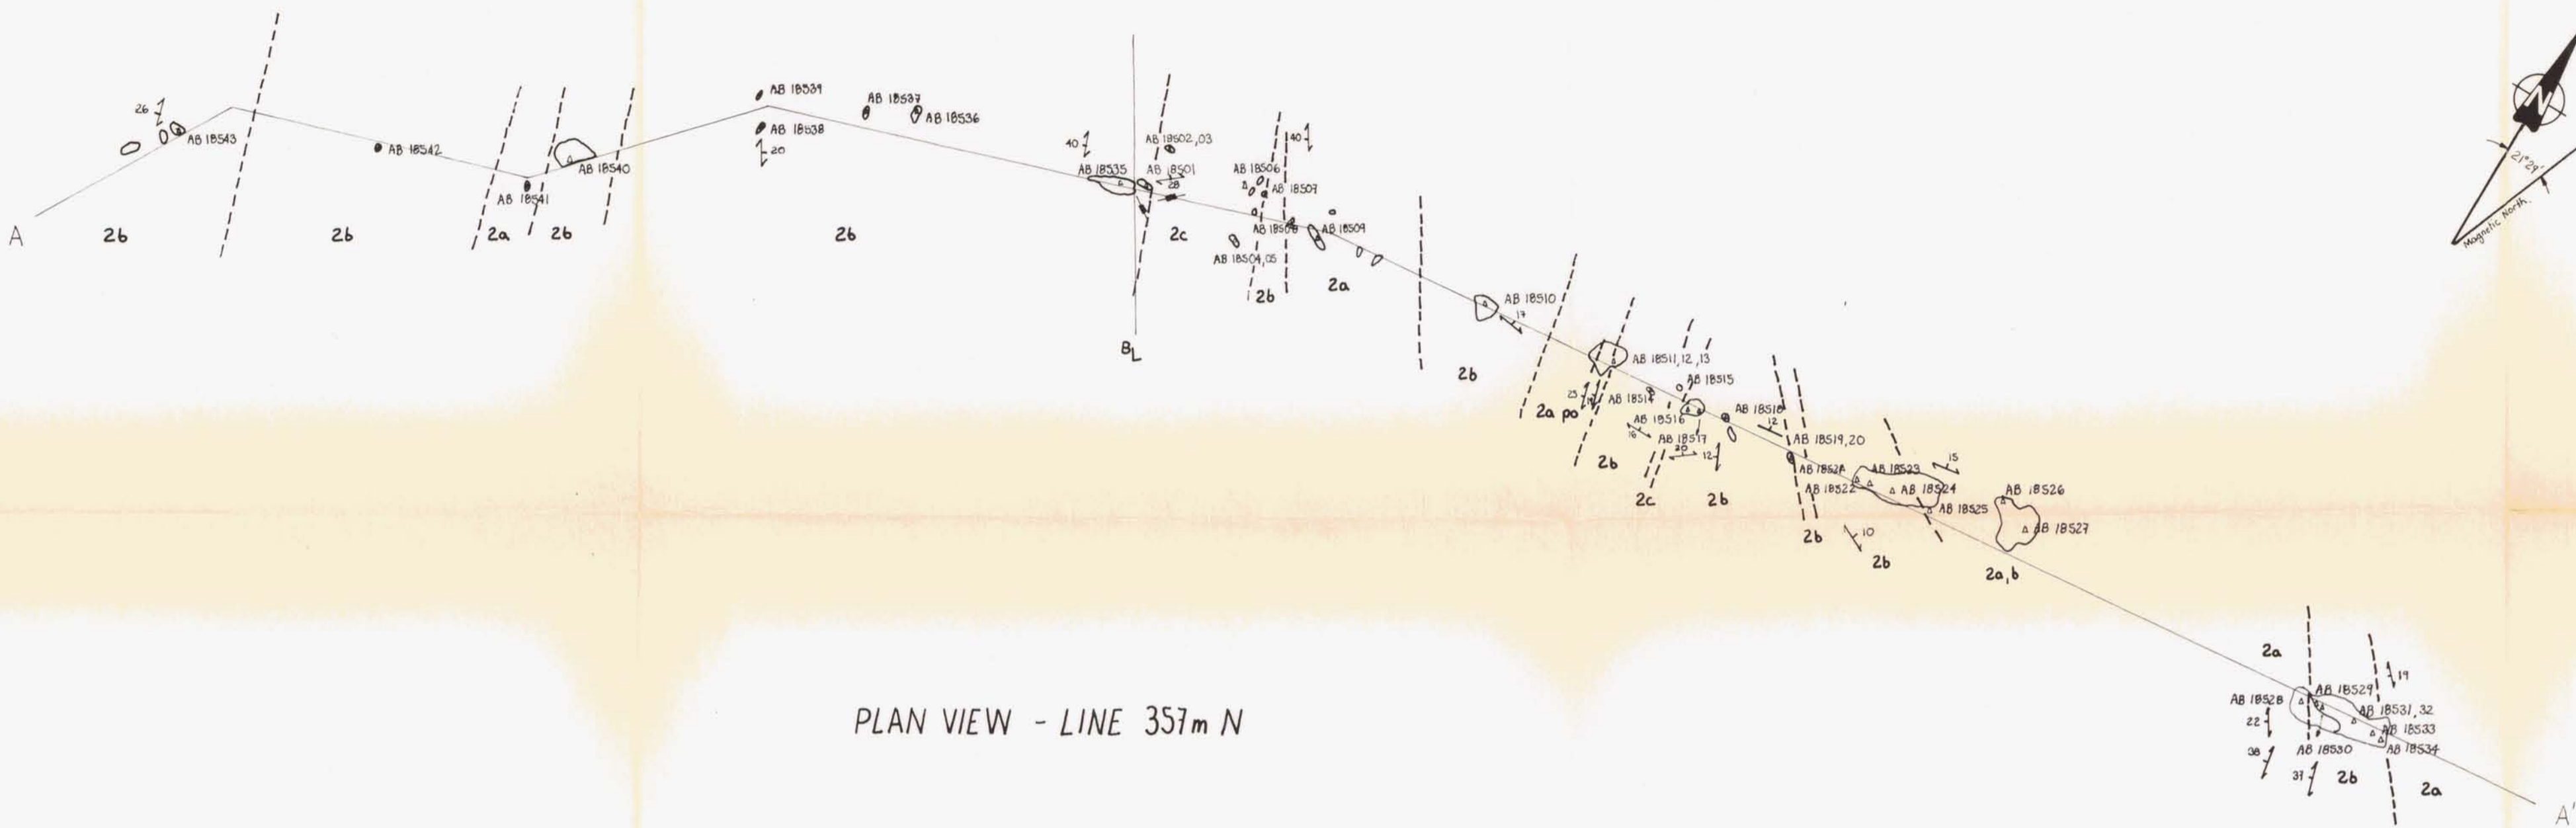 A
26
AB 18543
2b
2b
AB 18542
2a
AB 18541
2b
AB 18540
AB 18539
AB 18538
20
AB 18537
AB 18536
2b
40
AB 18535
AB 18502,03
AB 18501
28
BL
2c
AB 18506
AB 18507
40
AB 18508
AB 18504,05
AB 18509
2b
2a
AB 18510
17
2b
AB 18511,12,13
2a po
25
AB 18514
AB 18515
AB 18516
16
AB 18517
20
12
AB 18518
12
2b
2c
2b
AB 18519,20
AB 18521
AB 18522
AB 18523
AB 18524
15
AB 18525
2b
10
2b
AB 18526
AB 18527
2a,b
N
21°29'
Magnetic North
2a
AB 18528
22
38
AB 18529
AB 18530
37
2b
AB 18531,32
AB 18533
AB 18534
19
2a
A'
PLAN VIEW - LINE 357m N